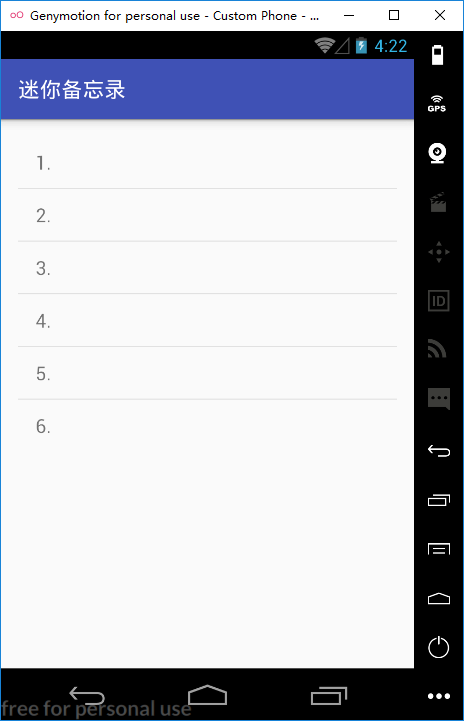 Genymotion for personal use - Custom Phone - ...
4:22
迷你备忘录
GPS
1.
2.
3.
ID
4.
5.
6.
free for personal use